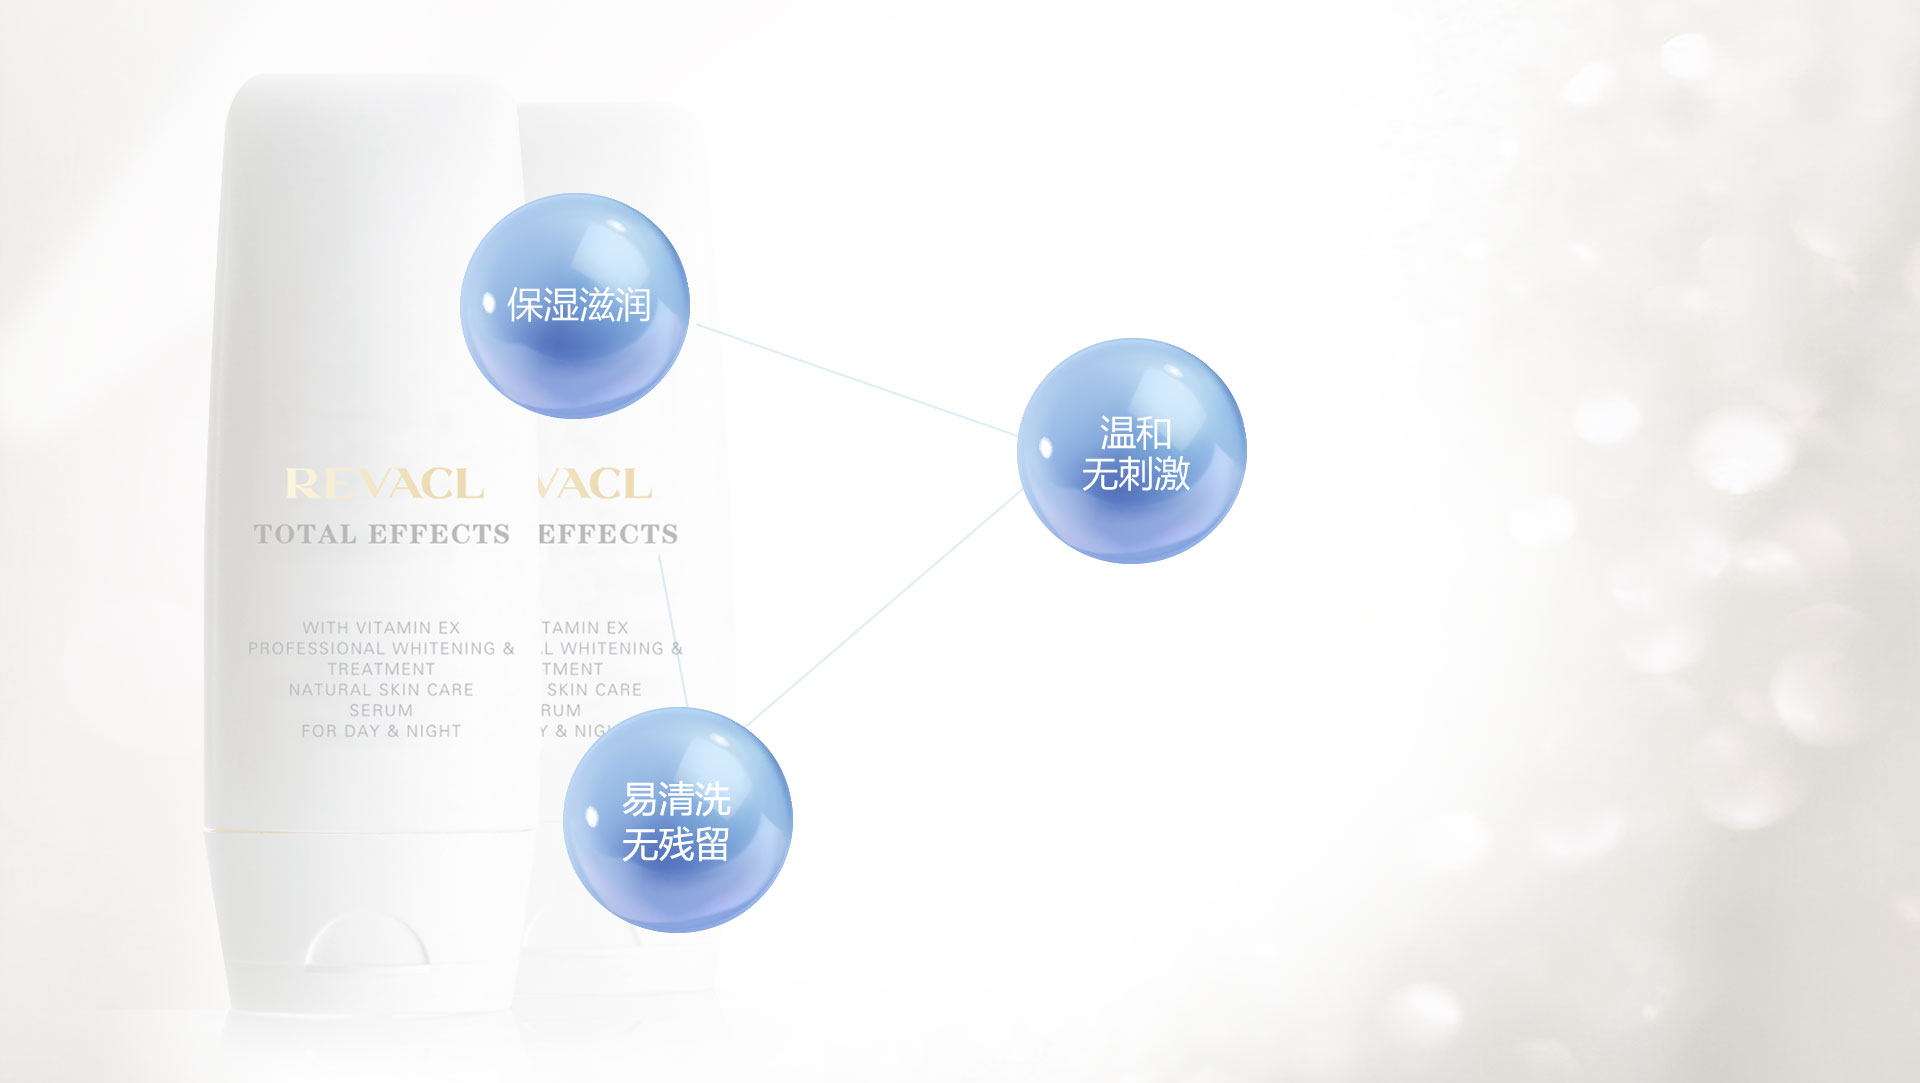 保湿滋润
温和
无刺激
REVACL
TOTAL EFFECTS
WITH VITAMIN EX
PROFESSIONAL WHITENING &
TREATMENT
NATURAL SKIN CARE
SERUM
FOR DAY & NIGHT
VACL
EFFECTS
TAMIN EX
L WHITENING &
TMENT
SKIN CARE
RUM
Y & NIG
易清洗
无残留